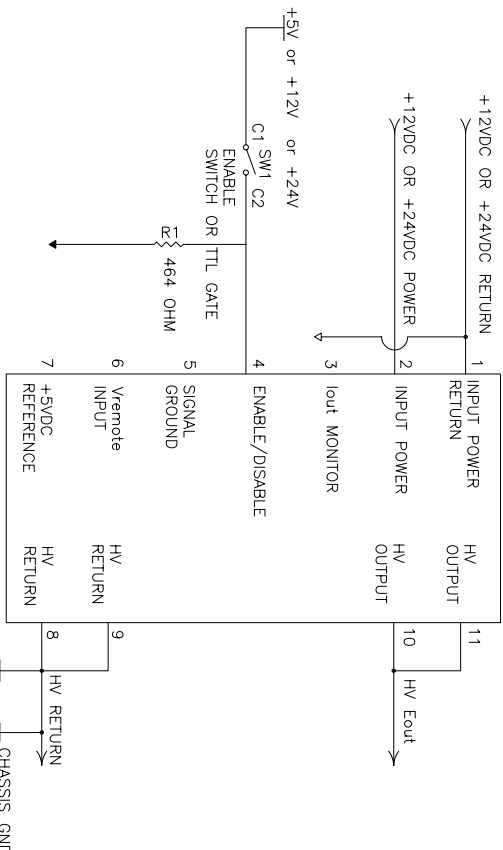 +12VDC OR +24VDC RETURN
+12VDC OR +24VDC POWER
+5V or +12V or +24V
C1 SW1 C2
ENABLE
SWITCH OR TTL GATE
R1
464 OHM
1 INPUT POWER
RETURN
2 INPUT POWER
3 Iout MONITOR
4 ENABLE/DISABLE
5 SIGNAL
GROUND
6 Vremote
INPUT
7 +5VDC
REFERENCE
HV
OUTPUT
11
HV
OUTPUT
10
HV Eout
HV
RETURN
9
HV
RETURN
8
HV RETURN
CHASSIS GND